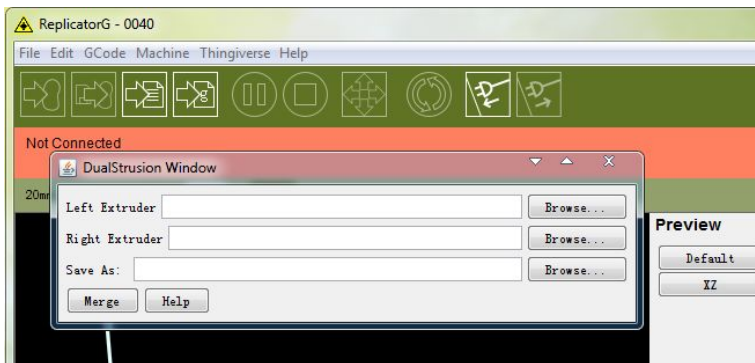 ReplicatorG - 0040
File Edit GCode Machine Thingiverse Help
Not Connected
DualStrusion Window
20mm
Left Extruder Browse...
Right Extruder Browse...
Save As: Browse...
Merge Help
Preview
Default
XZ